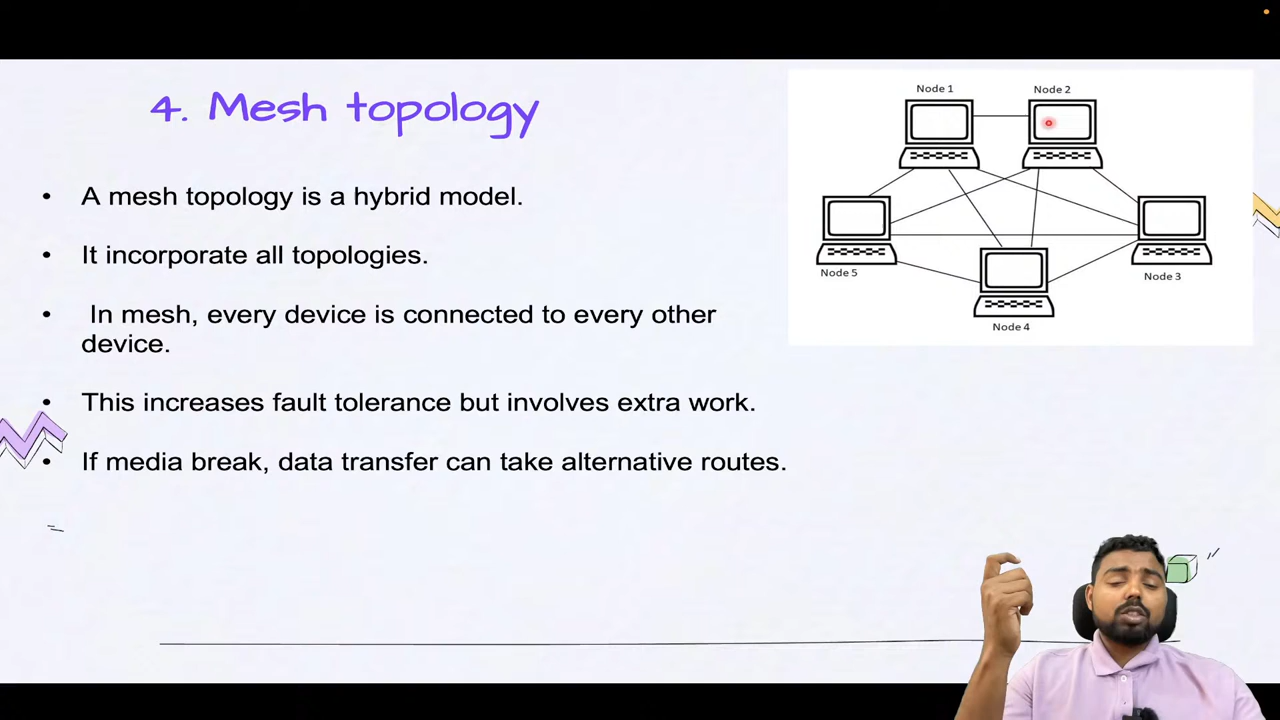 4. Mesh topology
• A mesh topology is a hybrid model.
• It incorporate all topologies.
• In mesh, every device is connected to every other
device.
• This increases fault tolerance but involves extra work.
• If media break, data transfer can take alternative routes.
Node 1
Node 2
Node 5
Node 3
Node 4